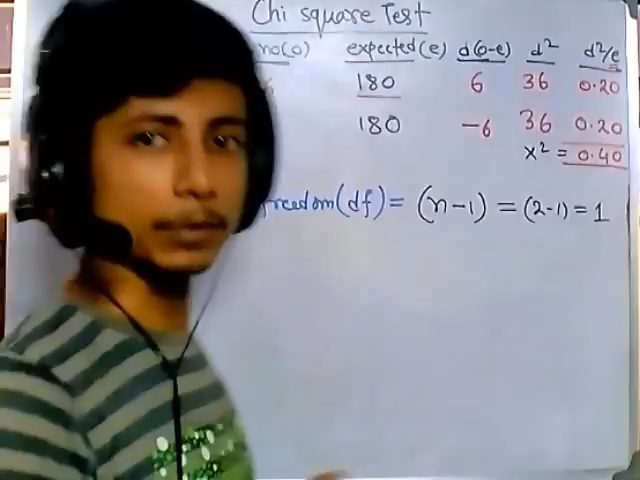 Chi square Test
no(o) expected(e) d(o-e) d² d²/e
180 6 36 0.20
180 -6 36 0.20
x² = 0.40
freedom(df) = (n-1) = (2-1) = 1